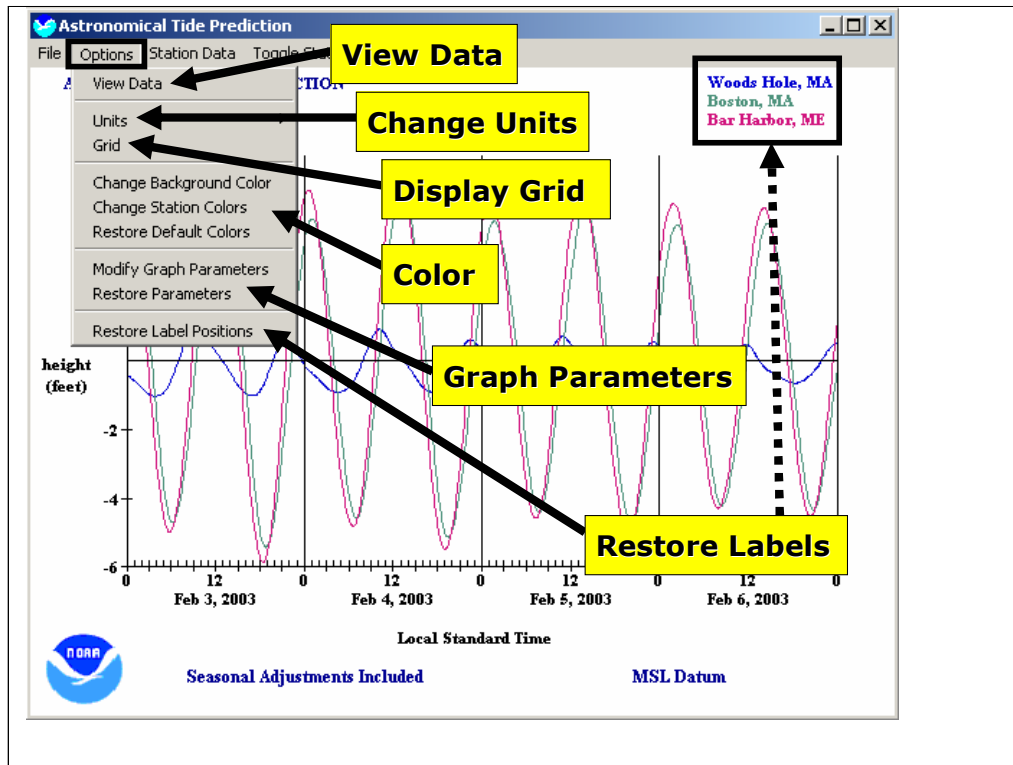 Astronomical Tide Prediction
File Options Station Data Toggle
View Data
CTION
View Data
Units
Grid
Change Background Color
Change Station Colors
Restore Default Colors
Modify Graph Parameters
Restore Parameters
Restore Label Positions
Change Units
Display Grid
Color
Graph Parameters
Restore Labels
Woods Hole, MA
Boston, MA
Bar Harbor, ME
height
(feet)
-2
-4
-6
0 12 0 12 0 12 0 12 0
Feb 3, 2003 Feb 4, 2003 Feb 5, 2003 Feb 6, 2003
Local Standard Time
NOAA
Seasonal Adjustments Included MSL Datum